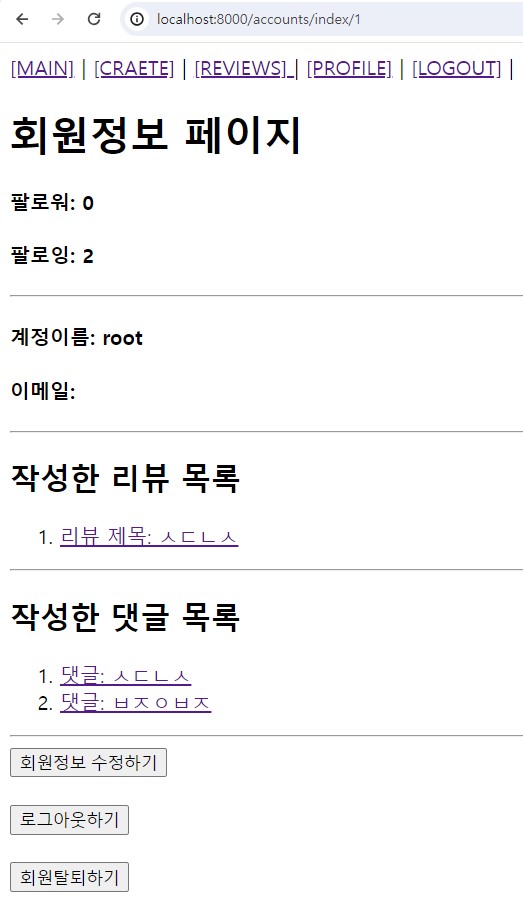 localhost:8000/accounts/index/1
[MAIN] | [CRAETE] | [REVIEWS] | [PROFILE] | [LOGOUT] |
회원정보 페이지
팔로워: 0
팔로잉: 2
계정이름: root
이메일:
작성한 리뷰 목록
1. 리뷰 제목: ㅅㄷㄴㅅ
작성한 댓글 목록
1. 댓글: ㅅㄷㄴㅅ
2. 댓글: ㅂㅈㅇㅂㅈ
회원정보 수정하기
로그아웃하기
회원탈퇴하기